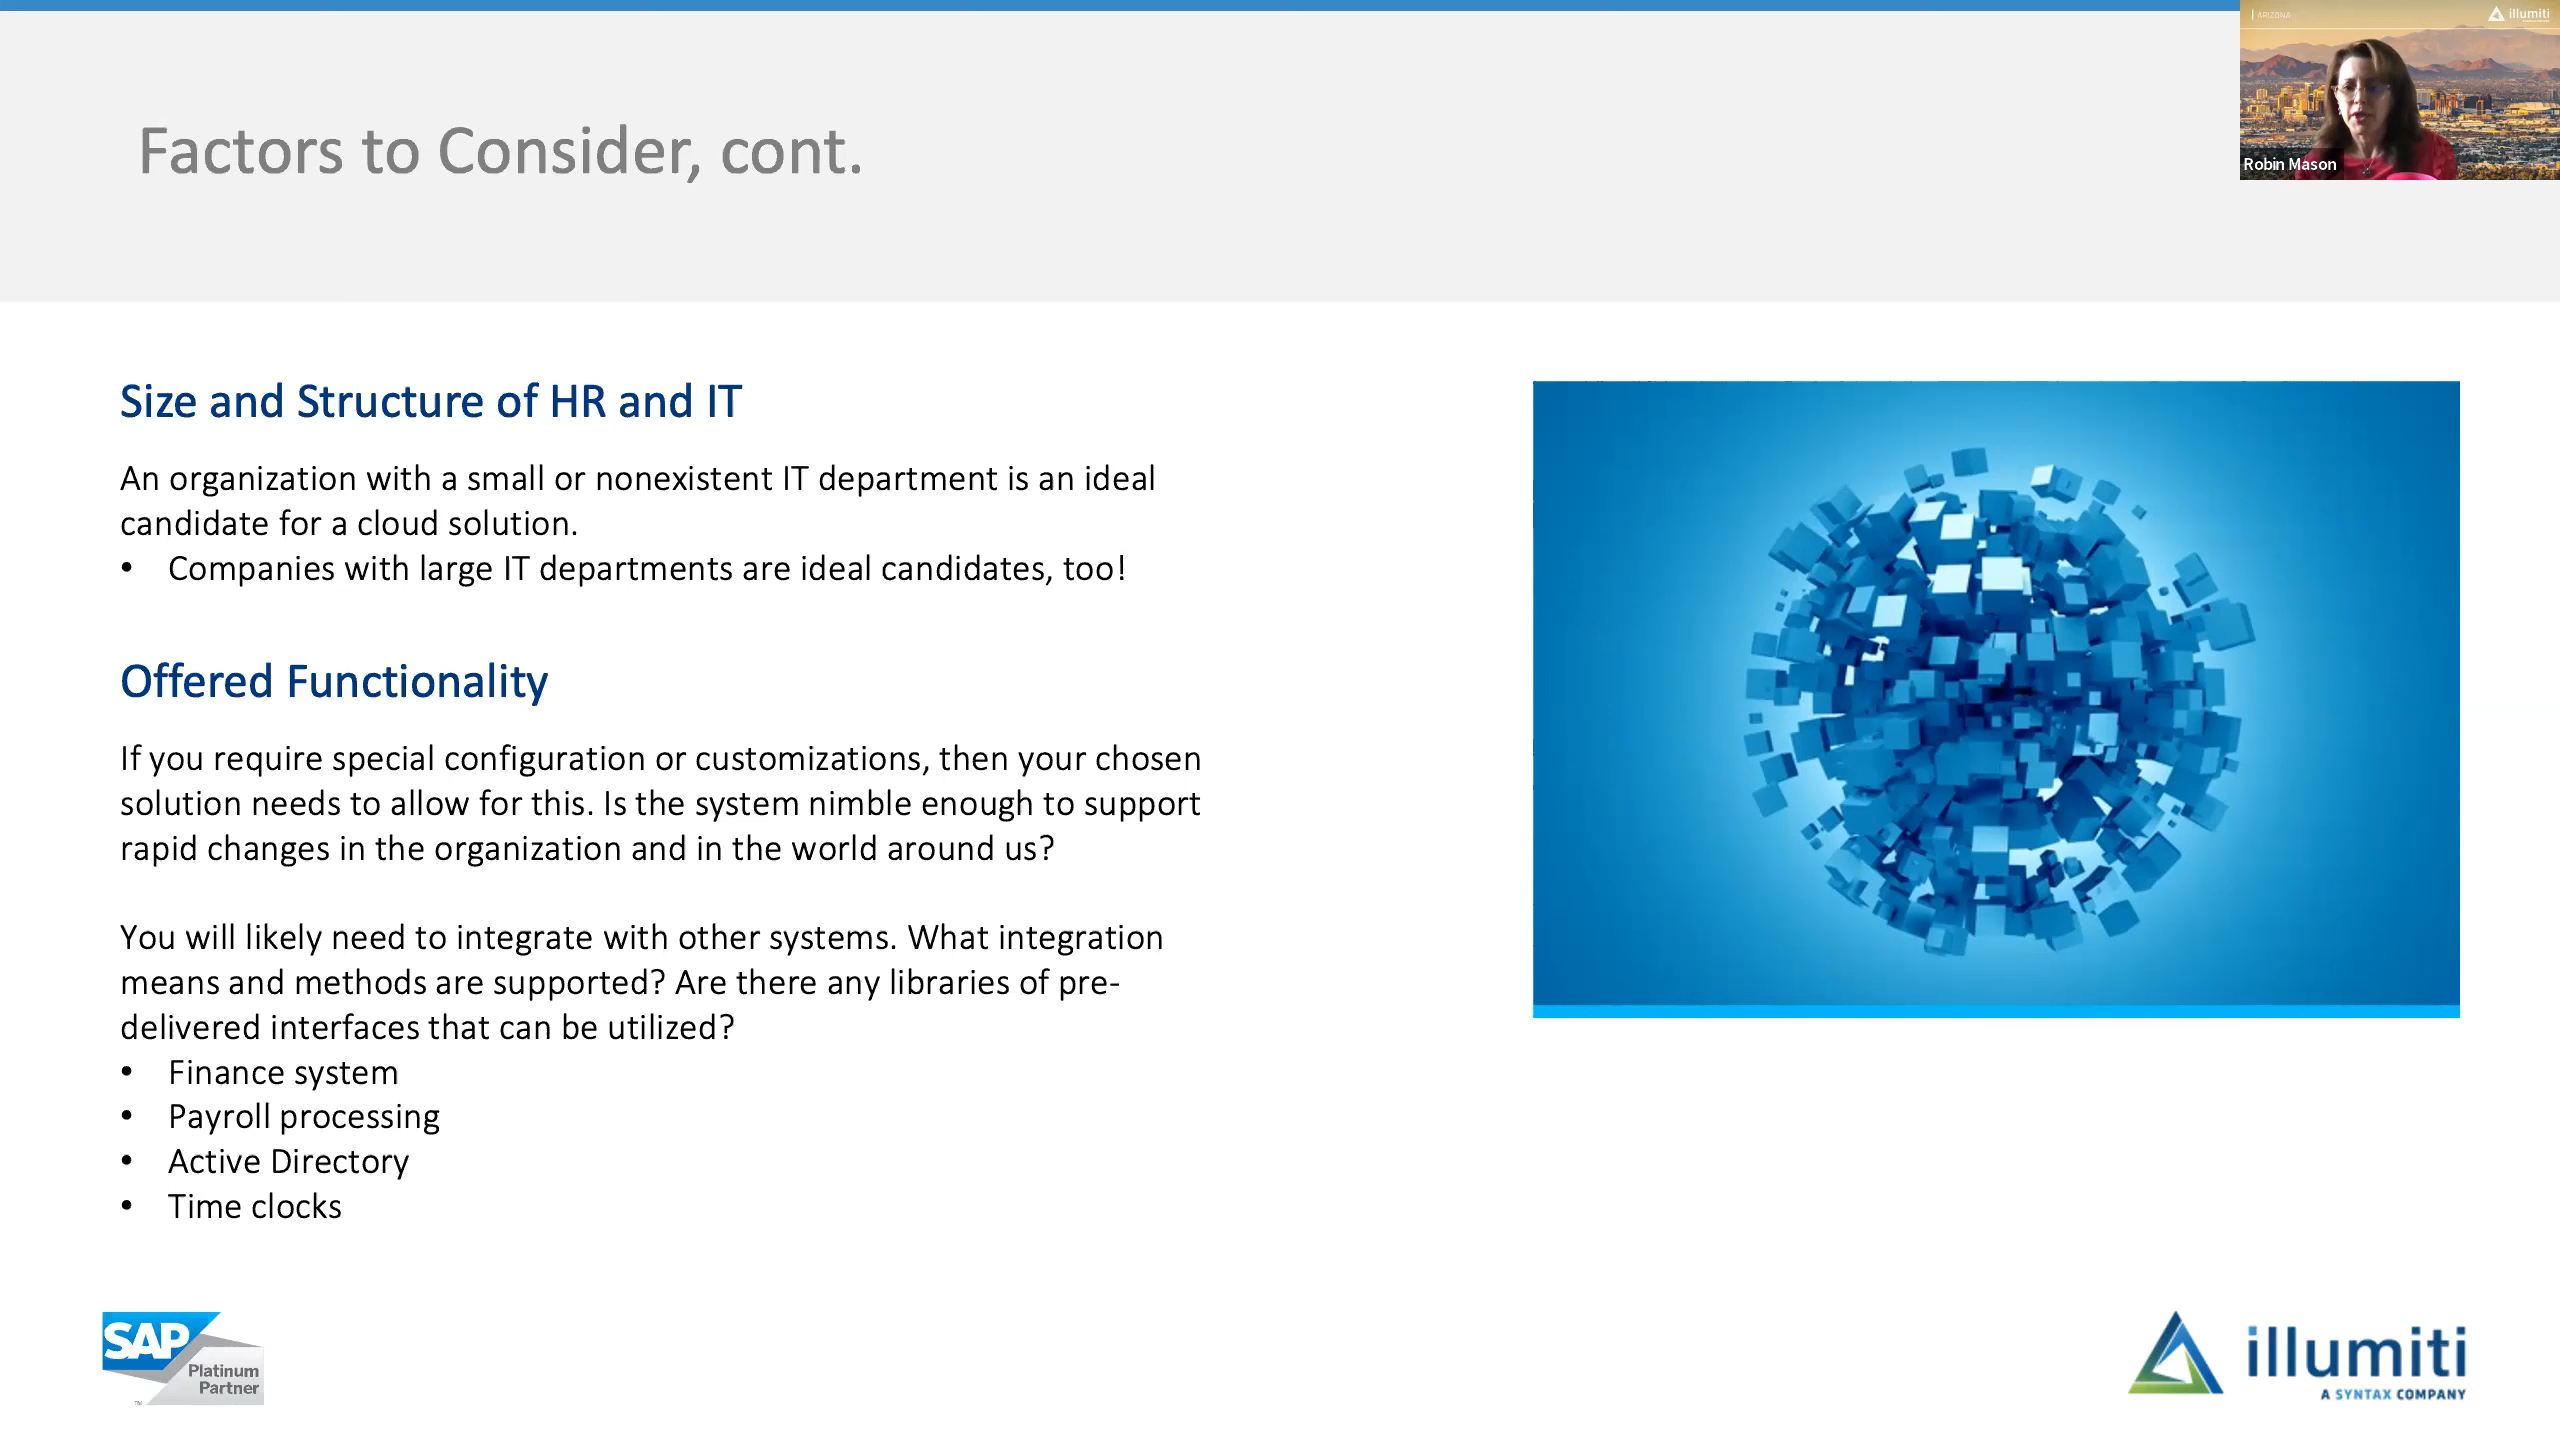 | ARIZONA
illumiti
Robin Mason
Factors to Consider, cont.
Size and Structure of HR and IT
An organization with a small or nonexistent IT department is an ideal
candidate for a cloud solution.
• Companies with large IT departments are ideal candidates, too!
Offered Functionality
If you require special configuration or customizations, then your chosen
solution needs to allow for this. Is the system nimble enough to support
rapid changes in the organization and in the world around us?
You will likely need to integrate with other systems. What integration
means and methods are supported? Are there any libraries of pre-
delivered interfaces that can be utilized?
• Finance system
• Payroll processing
• Active Directory
• Time clocks
SAP
Platinum
Partner
™
illumiti
A SYNTAX COMPANY